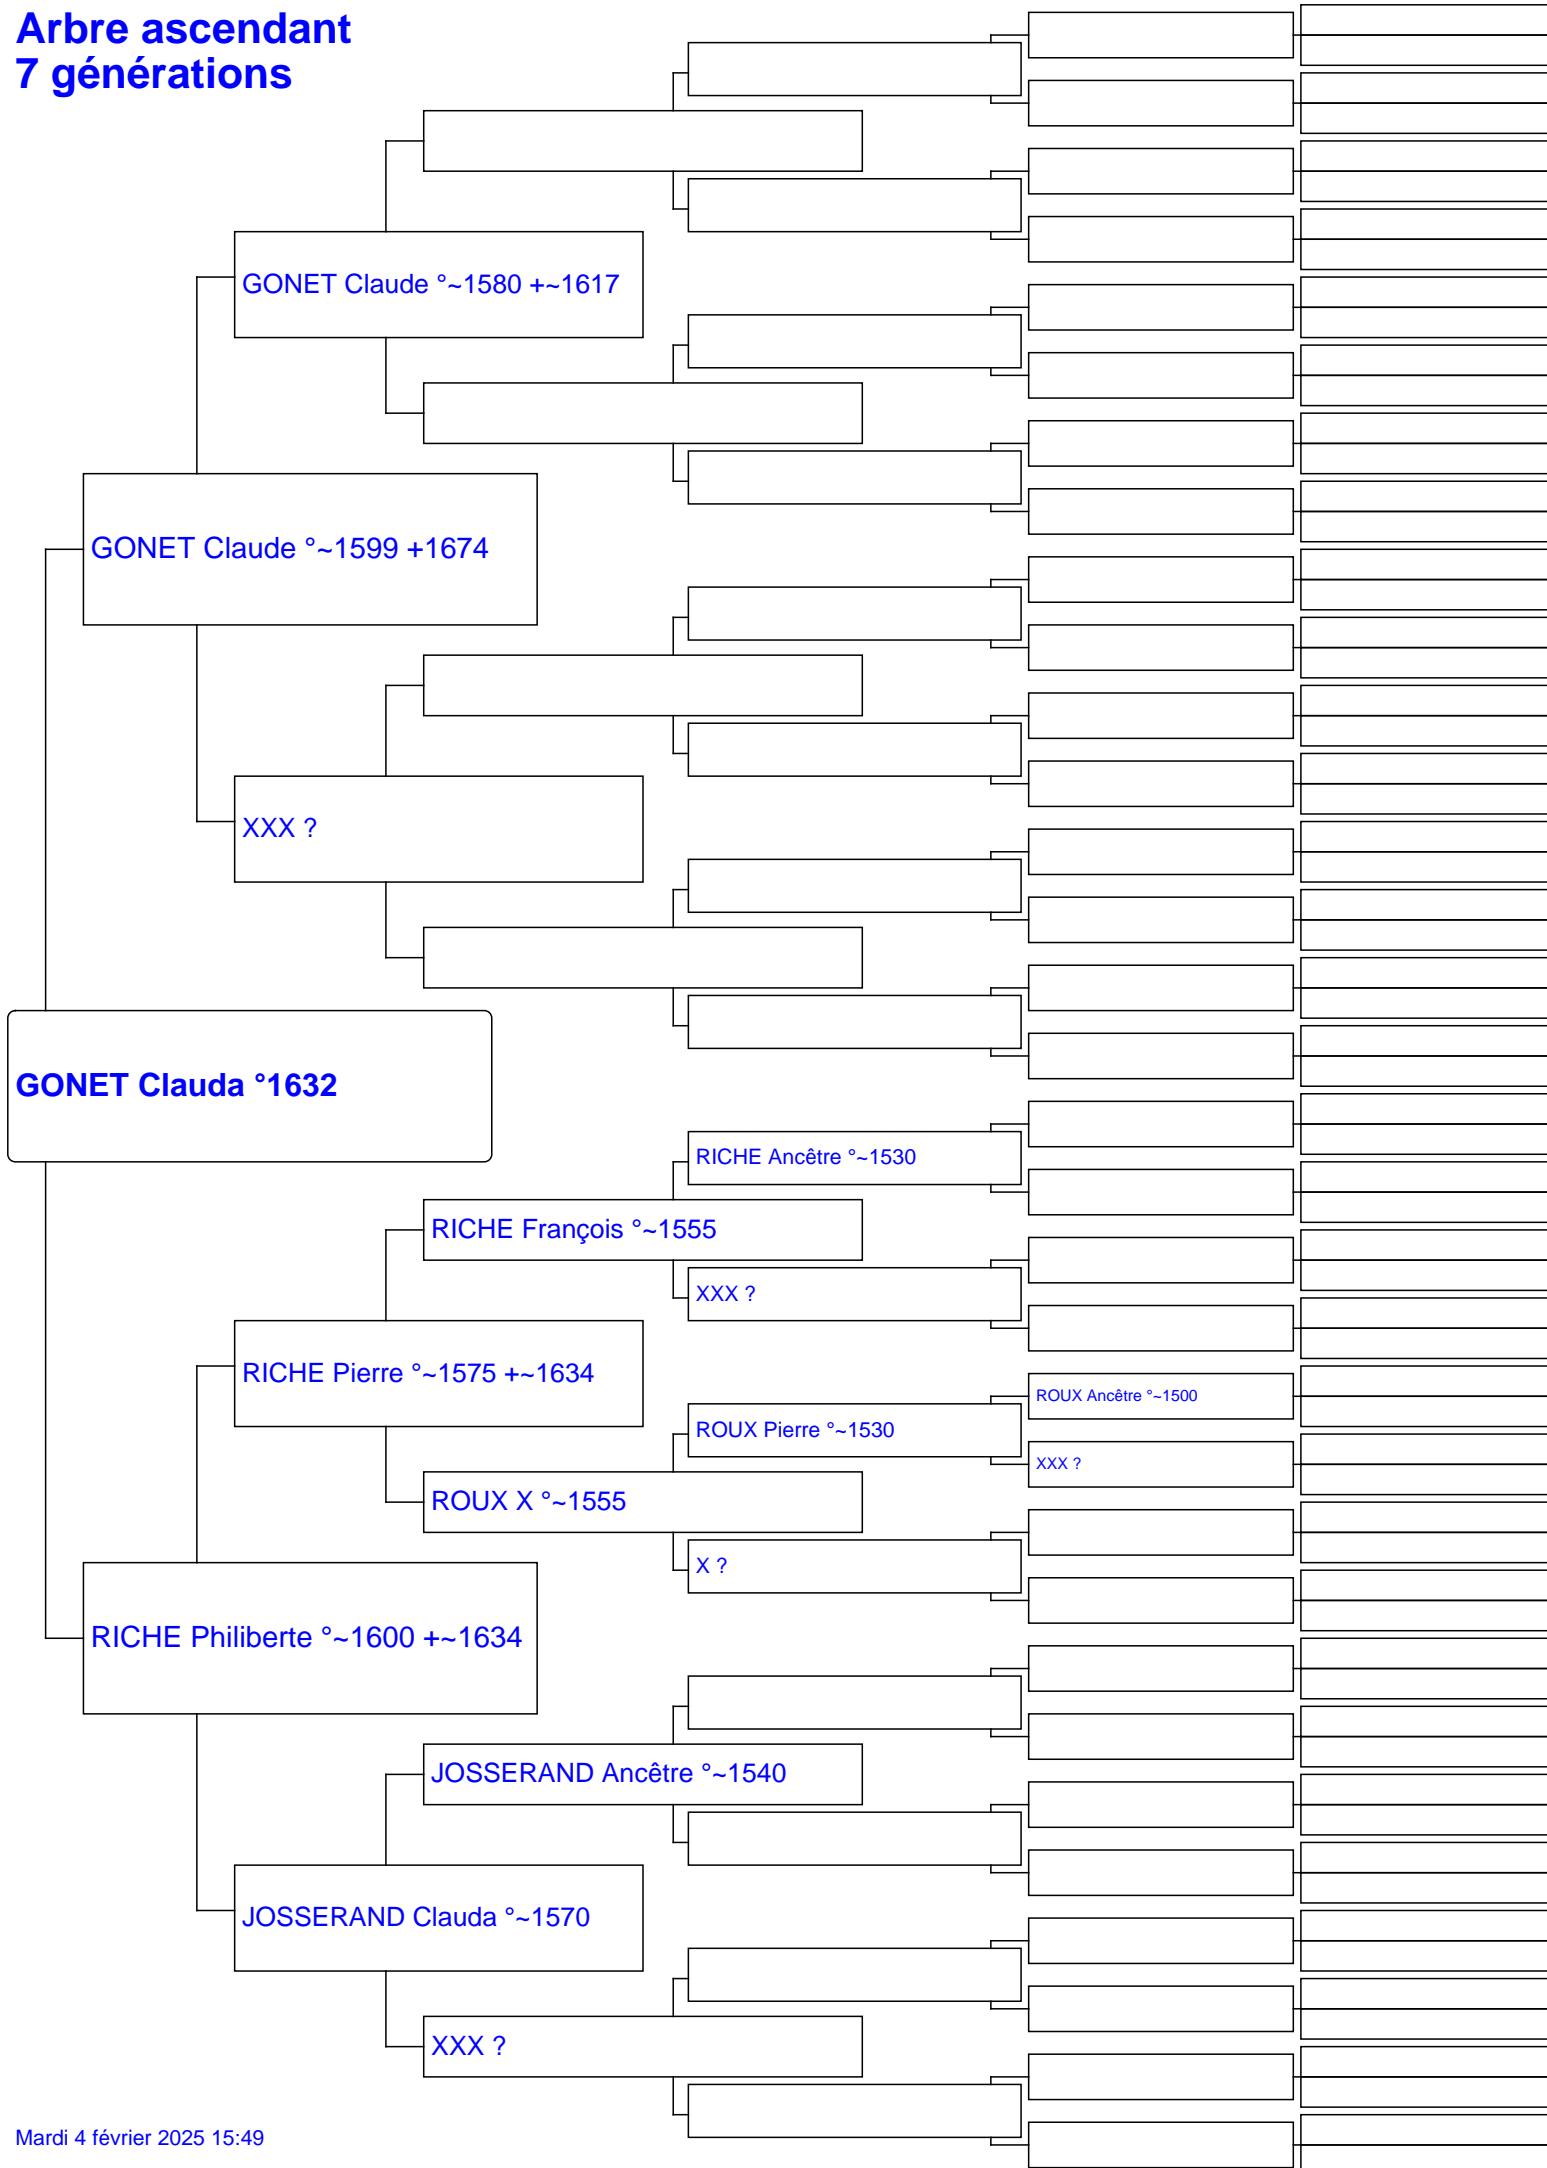 Arbre ascendant
7 générations
GONET Claude °~1580 +~1617
GONET Claude °~1599 +1674
XXX ?
GONET Clauda °1632
RICHE Ancêtre °~1530
RICHE François °~1555
XXX ?
RICHE Pierre °~1575 +~1634
ROUX Ancêtre °~1500
ROUX Pierre °~1530
XXX ?
ROUX X °~1555
X ?
RICHE Philiberte °~1600 +~1634
JOSSERAND Ancêtre °~1540
JOSSERAND Clauda °~1570
XXX ?
Mardi 4 février 2025 15:49